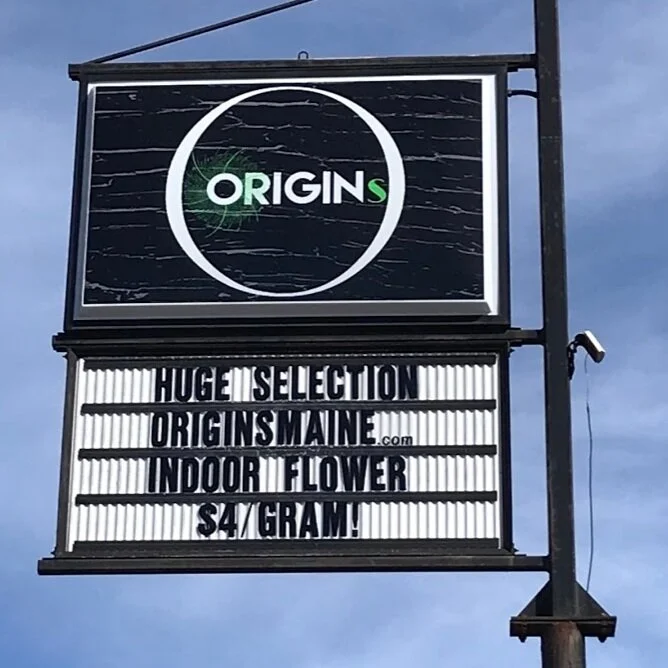 ORIGINs
HUGE SELECTION
ORIGINSMAINE.com
INDOOR FLOWER
$4/GRAM!